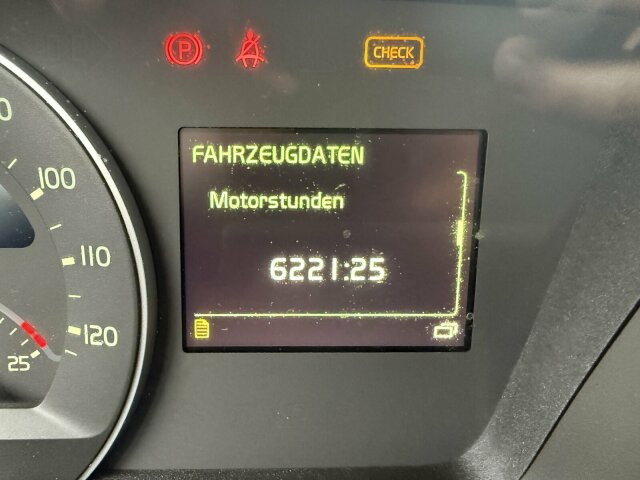 P
CHECK
FAHRZEUGDATEN
Motorstunden
6221:25
100
110
120
25